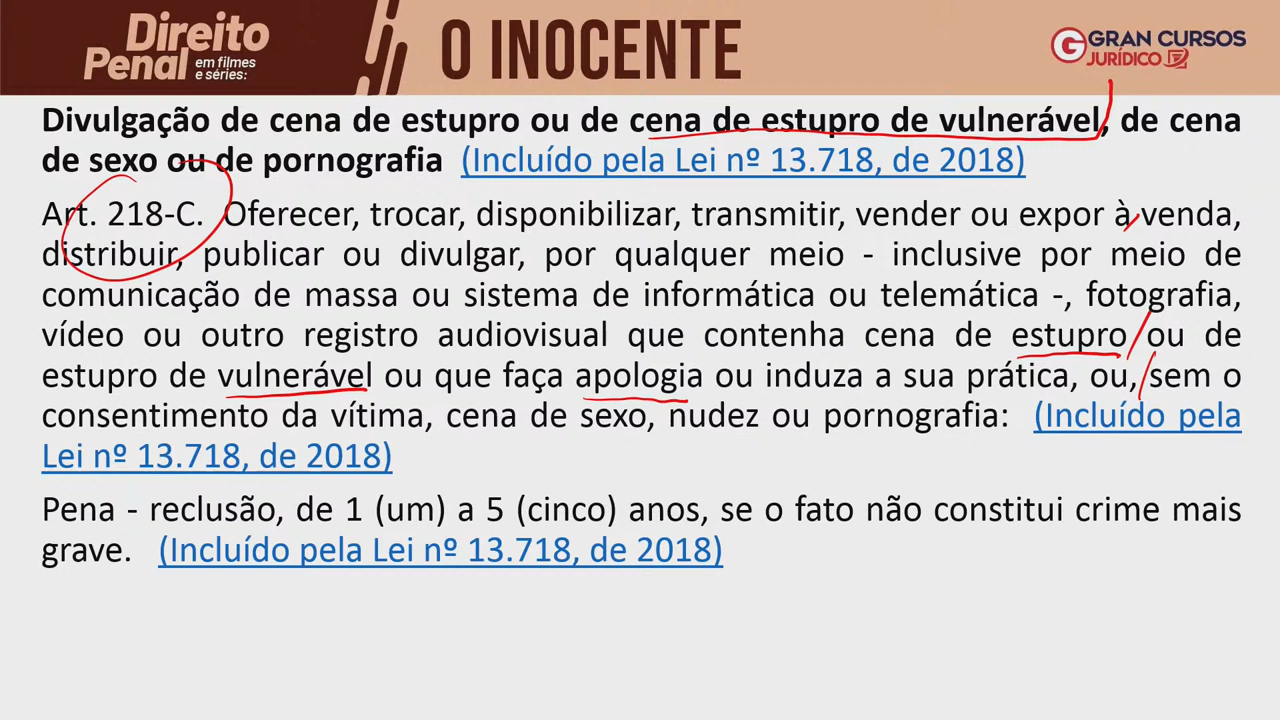 Direito
Penal em filmes
e séries:
O INOCENTE
GRAN CURSOS
JURÍDICO
Divulgação de cena de estupro ou de cena de estupro de vulnerável, de cena
de sexo ou de pornografia (Incluído pela Lei nº 13.718, de 2018)
Art. 218-C. Oferecer, trocar, disponibilizar, transmitir, vender ou expor à venda,
distribuir, publicar ou divulgar, por qualquer meio - inclusive por meio de
comunicação de massa ou sistema de informática ou telemática -, fotografia,
vídeo ou outro registro audiovisual que contenha cena de estupro ou de
estupro de vulnerável ou que faça apologia ou induza a sua prática, ou, sem o
consentimento da vítima, cena de sexo, nudez ou pornografia: (Incluído pela
Lei nº 13.718, de 2018)
Pena - reclusão, de 1 (um) a 5 (cinco) anos, se o fato não constitui crime mais
grave. (Incluído pela Lei nº 13.718, de 2018)